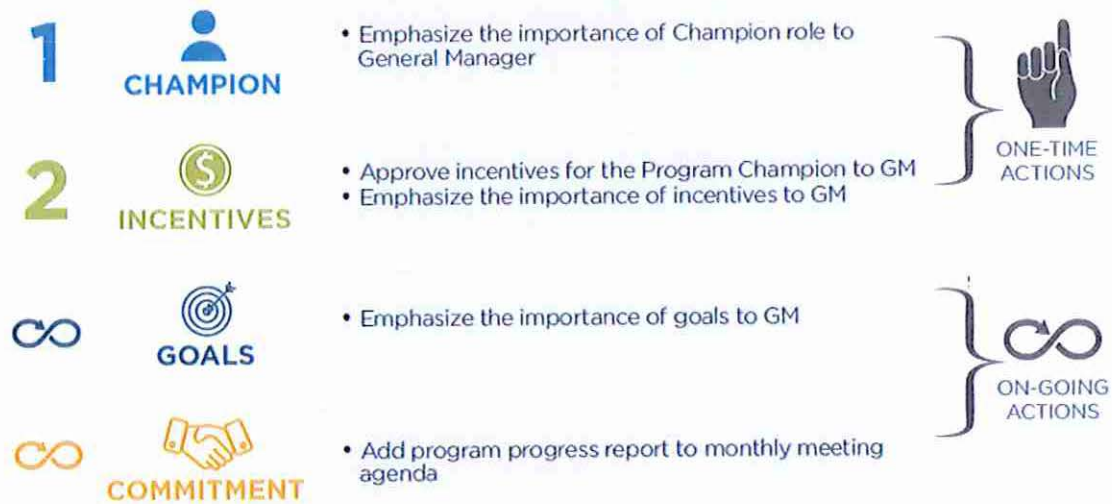 1
CHAMPION
• Emphasize the importance of Champion role to
General Manager
2
INCENTIVES
• Approve incentives for the Program Champion to GM
• Emphasize the importance of incentives to GM
ONE-TIME
ACTIONS
GOALS
• Emphasize the importance of goals to GM
COMMITMENT
• Add program progress report to monthly meeting
agenda
ON-GOING
ACTIONS